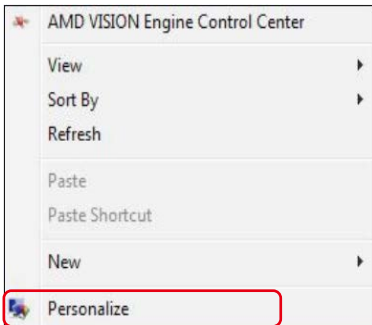 AMD VISION Engine Control Center
View
Sort By
Refresh
Paste
Paste Shortcut
New
Personalize